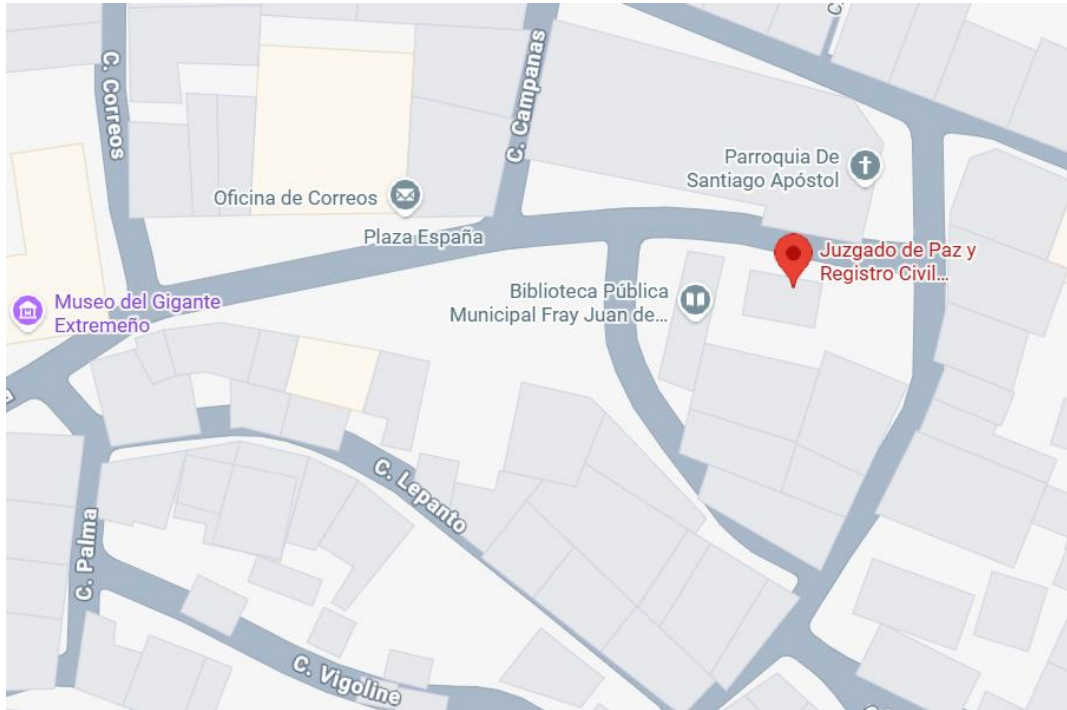 C. Correos
C. Campanas
Parroquia De
Santiago Apóstol
Oficina de Correos
Plaza España
Juzgado de Paz y
Registro Civil...
Biblioteca Pública
Municipal Fray Juan de...
Museo del Gigante
Extremeño
C. Lepanto
C. Palma
C. Vigoline